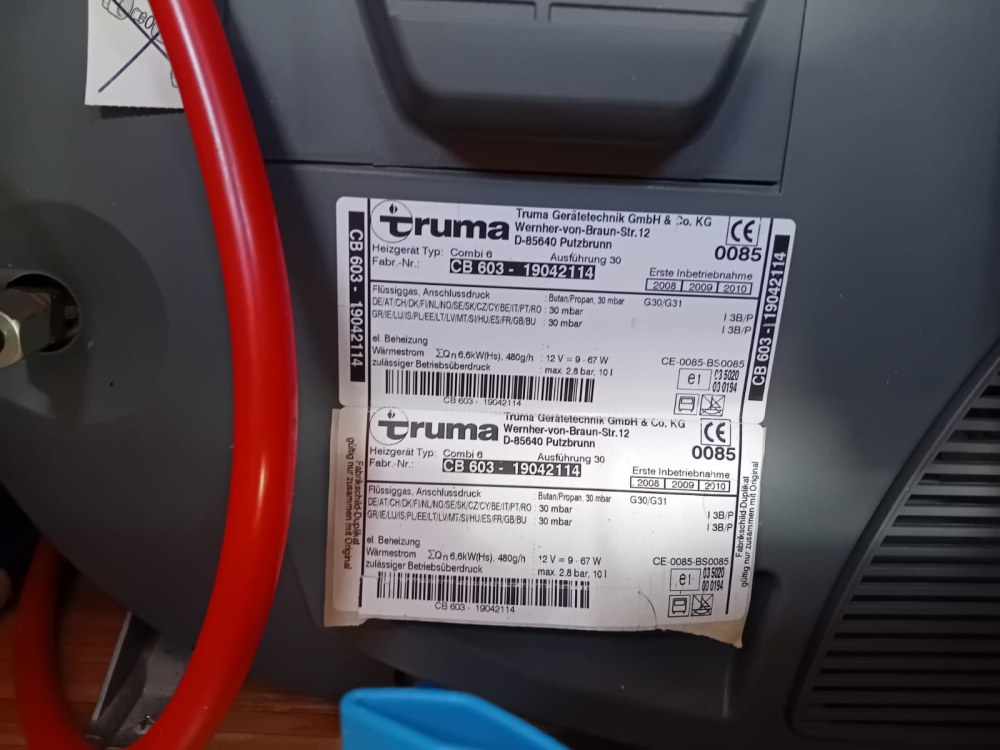 truma
Truma Gerätetechnik GmbH & Co. KG
Wernher-von-Braun-Str.12
D-85640 Putzbrunn
CE
0085
Heizgerät Typ: Combi 6 Ausführung 30
Fabr.-Nr.: CB 603 - 19042114
Erste Inbetriebnahme
2008 2009 2010
Flüssiggas, Anschlussdruck : Butan/Propan, 30 mbar G30/G31
DE/AT/CH/DK/FI/NL/NO/SE/SK/CZ/CY/BE/IT/PT/RO : 30 mbar I 3B/P
GR/IE/LU/IS/PL/EE/LT/LV/MT/SI/HU/ES/FR/GB/BU : 30 mbar I 3B/P
el. Beheizung
Wärmestrom ΣQn 6,6kW(Hs), 480g/h : 12 V = 9 - 67 W CE-0085-BS0085
zulässiger Betriebsüberdruck : max. 2,8 bar, 10 l
e1 03 5020
00 0194
CB 603 - 19042114
CB 603 - 19042114
CB 603 - 19042114
truma
Truma Gerätetechnik GmbH & Co. KG
Wernher-von-Braun-Str.12
D-85640 Putzbrunn
CE
0085
Heizgerät Typ: Combi 6 Ausführung 30
Fabr.-Nr.: CB 603 - 19042114
Erste Inbetriebnahme
2008 2009 2010
Flüssiggas, Anschlussdruck : Butan/Propan, 30 mbar G30/G31
DE/AT/CH/DK/FI/NL/NO/SE/SK/CZ/CY/BE/IT/PT/RO : 30 mbar I 3B/P
GR/IE/LU/IS/PL/EE/LT/LV/MT/SI/HU/ES/FR/GB/BU : 30 mbar I 3B/P
el. Beheizung
Wärmestrom ΣQn 6,6kW(Hs), 480g/h : 12 V = 9 - 67 W CE-0085-BS0085
zulässiger Betriebsüberdruck : max. 2,8 bar, 10 l
e1 03 5020
00 0194
CB 603 - 19042114
Fabrikschild-Duplikat
gültig nur zusammen mit Original
Fabrikschild-Duplikat
gültig nur zusammen mit Original